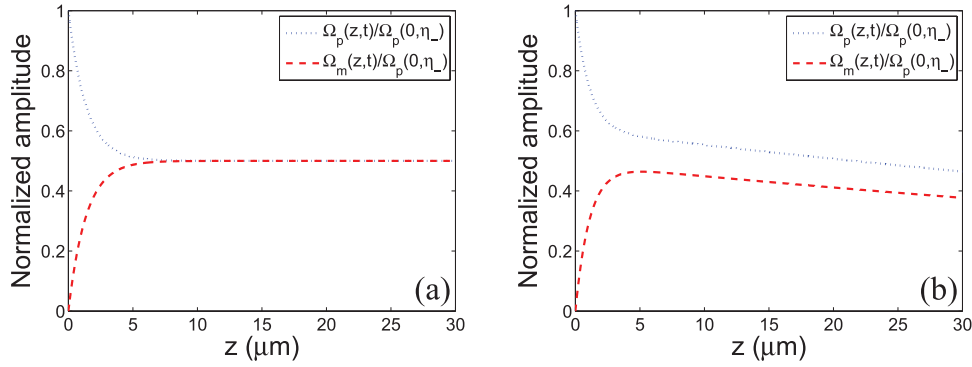 1
0.8
0.6
0.4
0.2
0
Normalized amplitude
0 5 10 15 20 25 30
z (μm)
Ωp(z,t)/Ωp(0,η_)
Ωm(z,t)/Ωp(0,η_)
(a)
1
0.8
0.6
0.4
0.2
0
Normalized amplitude
0 5 10 15 20 25 30
z (μm)
Ωp(z,t)/Ωp(0,η_)
Ωm(z,t)/Ωp(0,η_)
(b)